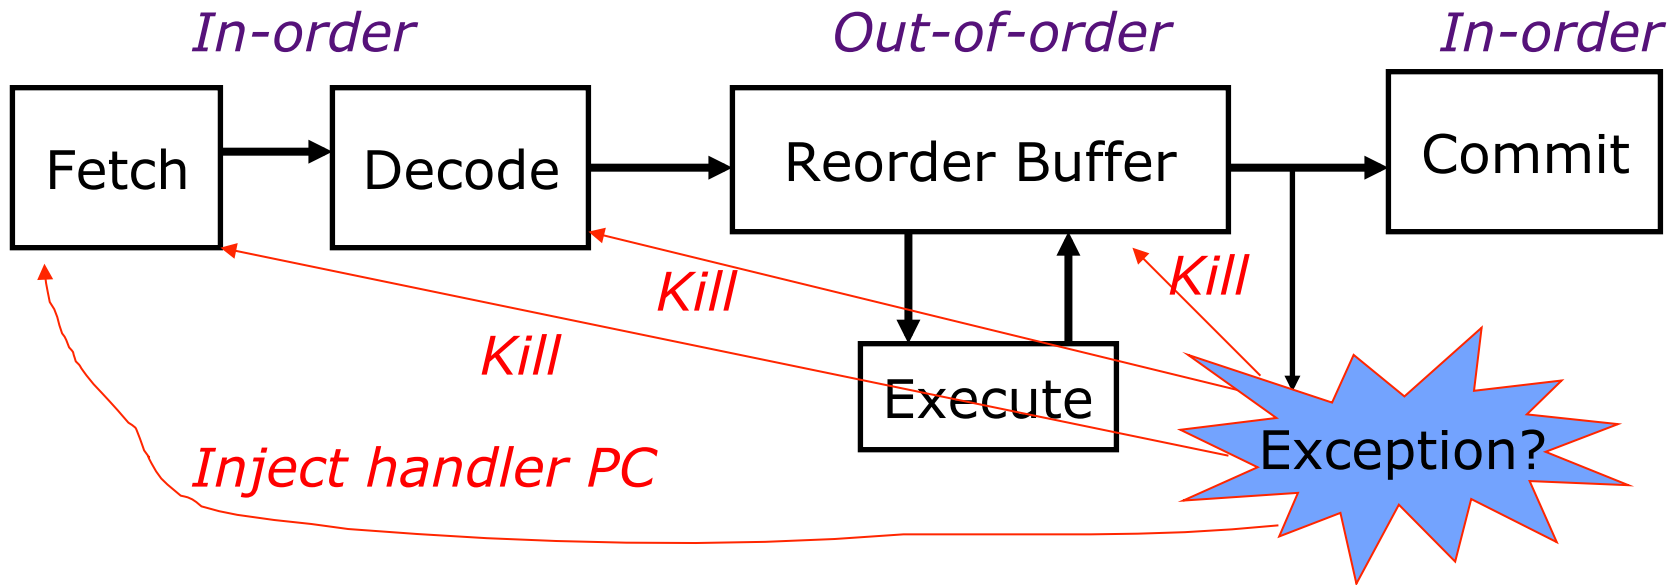 In-order
Out-of-order
In-order
Fetch
Decode
Reorder Buffer
Commit
Kill
Kill
Kill
Execute
Exception?
Inject handler PC